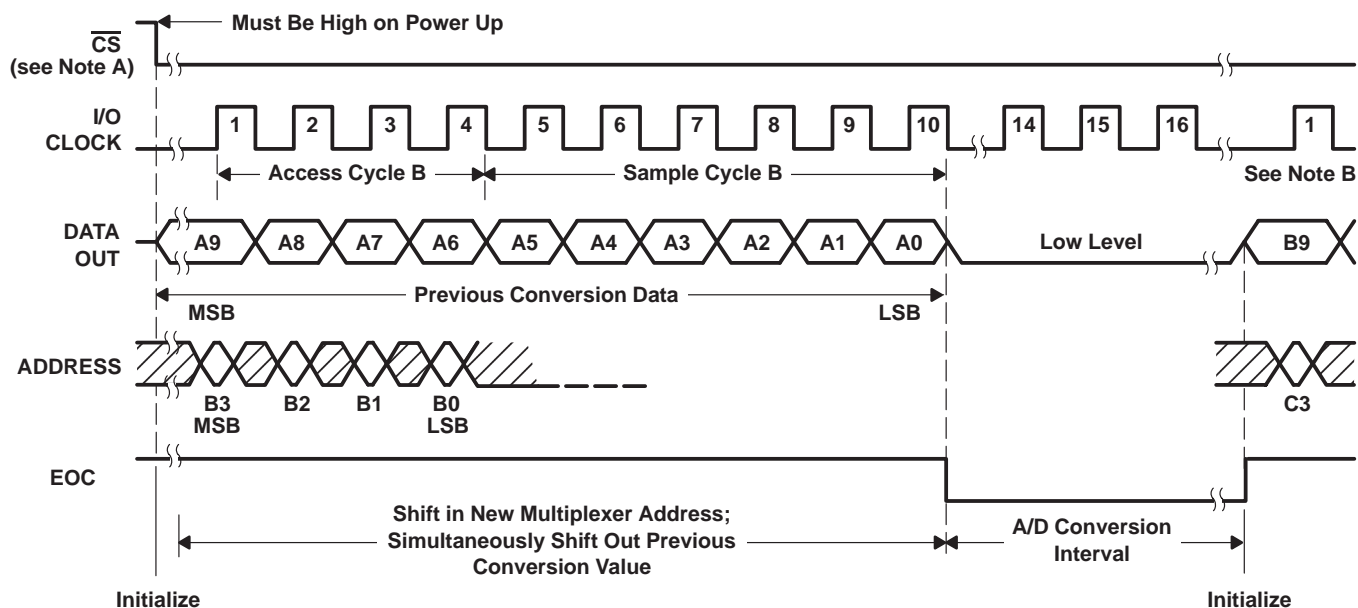 Must Be High on Power Up
CS
(see Note A)
I/O
CLOCK
1 2 3 4 5 6 7 8 9 10 14 15 16 1
Access Cycle B
Sample Cycle B
See Note B
DATA
OUT
A9 A8 A7 A6 A5 A4 A3 A2 A1 A0 Low Level B9
Previous Conversion Data
MSB LSB
ADDRESS
B3 B2 B1 B0 C3
MSB LSB
EOC
Shift in New Multiplexer Address;
Simultaneously Shift Out Previous
Conversion Value
A/D Conversion
Interval
Initialize Initialize